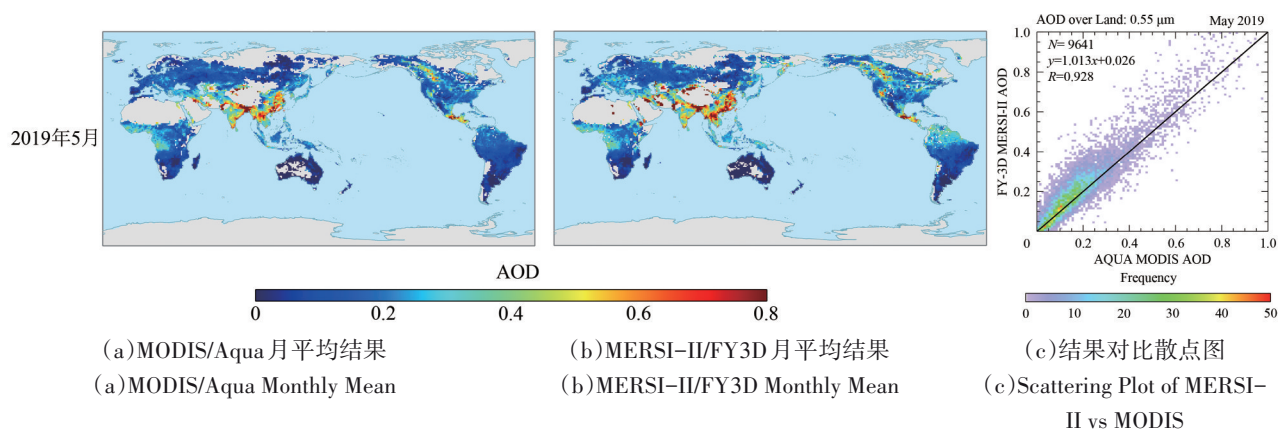 AOD over Land: 0.55 μm May 2019
N= 9641
y=1.013x+0.026
R=0.928
1.0
0.8
0.6
0.4
0.2
FY-3D MERSI-II AOD
0 0.2 0.4 0.6 0.8 1.0
AQUA MODIS AOD
Frequency
0 10 20 30 40 50
2019年5月
AOD
0 0.2 0.4 0.6 0.8
(a)MODIS/Aqua月平均结果
(a)MODIS/Aqua Monthly Mean
(b)MERSI-II/FY3D月平均结果
(b)MERSI-II/FY3D Monthly Mean
(c)结果对比散点图
(c)Scattering Plot of MERSI-
II vs MODIS